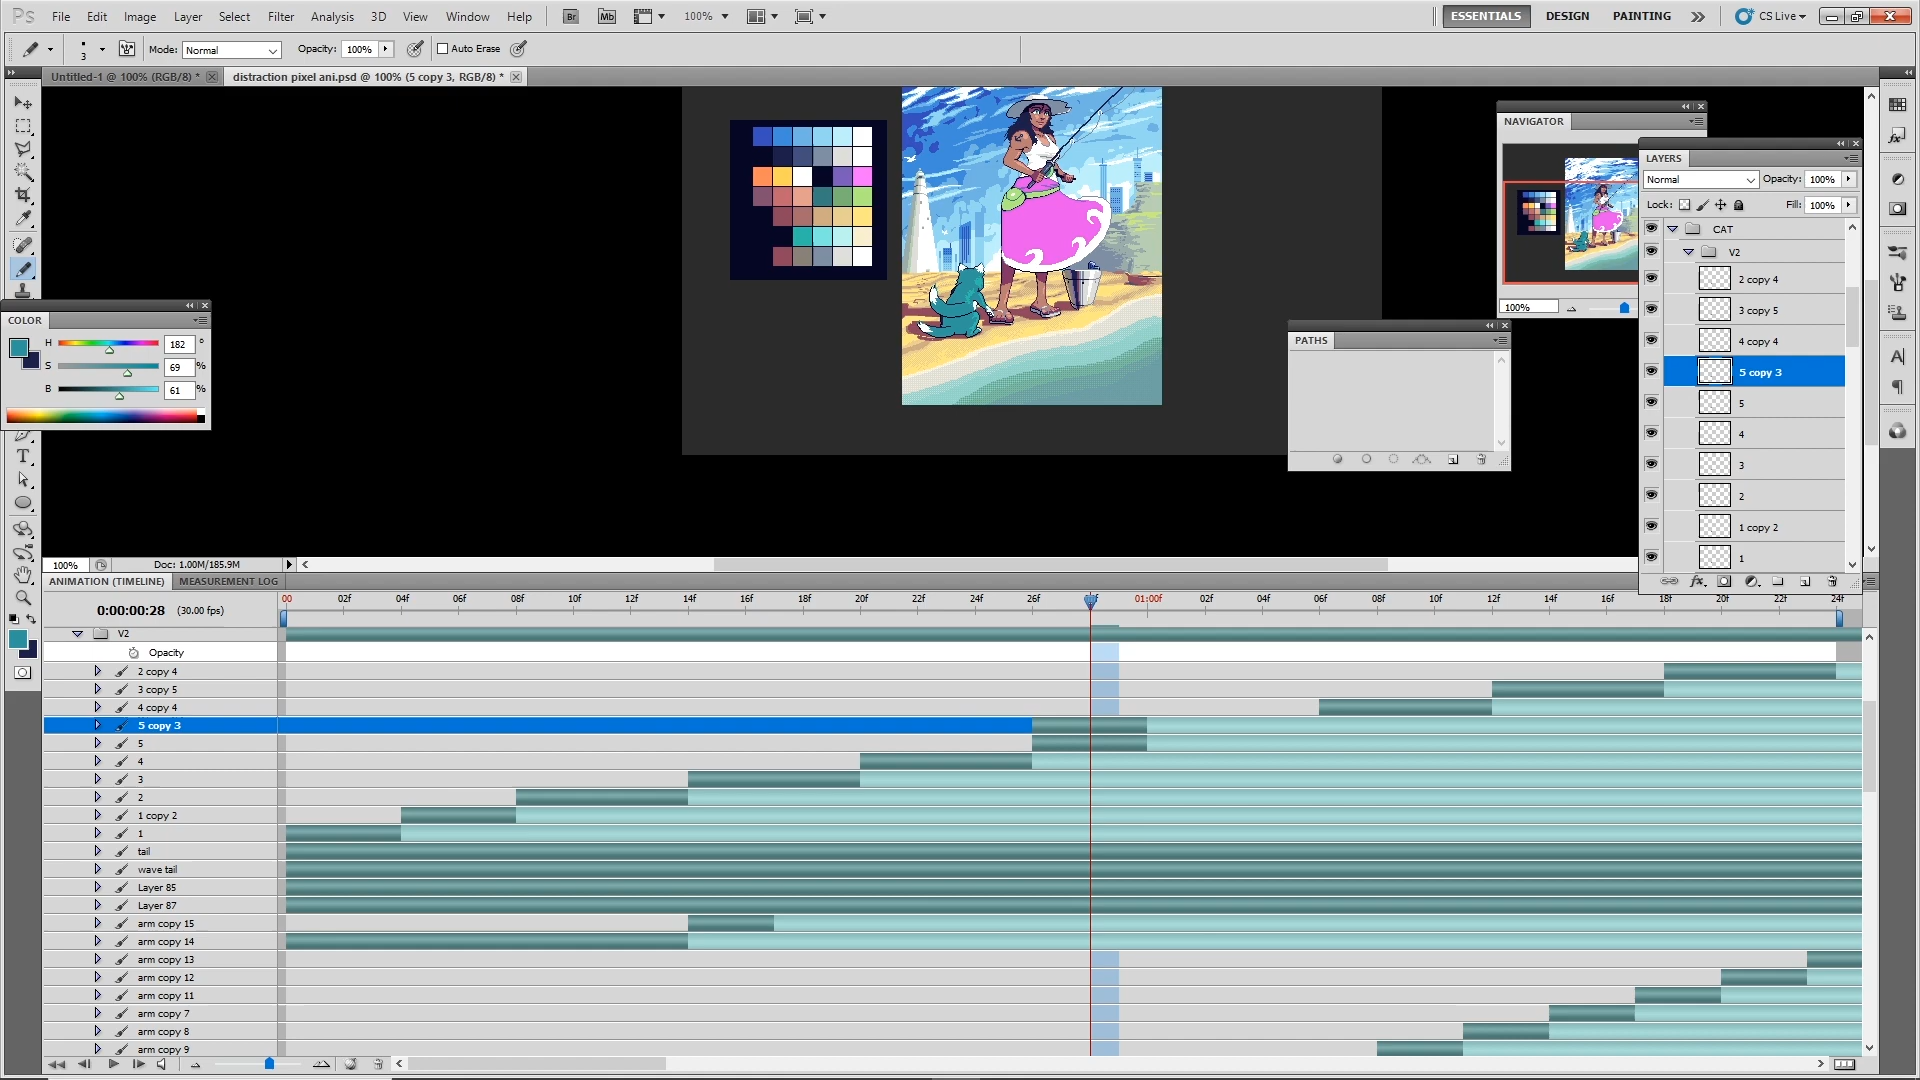 Ps File Edit Image Layer Select Filter Analysis 3D View Window Help Br Mb 100% ESSENTIALS DESIGN PAINTING CS Live
3 Mode: Normal Opacity: 100% Auto Erase
Untitled-1 @ 100% (RGB/8) * distraction pixel ani.psd @ 100% (5 copy 3, RGB/8) *
NAVIGATOR
100%
LAYERS
Normal Opacity: 100%
Lock: Fill: 100%
CAT
V2
2 copy 4
3 copy 5
4 copy 4
5 copy 3
5
4
3
2
1 copy 2
1
COLOR
H 182 °
S 69 %
B 61 %
PATHS
T
100% Doc: 1.00M/185.9M
ANIMATION (TIMELINE) MEASUREMENT LOG
0:00:00:28 (30.00 fps)
00 02f 04f 06f 08f 10f 12f 14f 16f 18f 20f 22f 24f 26f 01:00f 02f 04f 06f 08f 10f 12f 14f 16f 18f 20f 22f 24f
V2
Opacity
2 copy 4
3 copy 5
4 copy 4
5 copy 3
5
4
3
2
1 copy 2
1
tail
wave tail
Layer 85
Layer 87
arm copy 15
arm copy 14
arm copy 13
arm copy 12
arm copy 11
arm copy 7
arm copy 8
arm copy 9